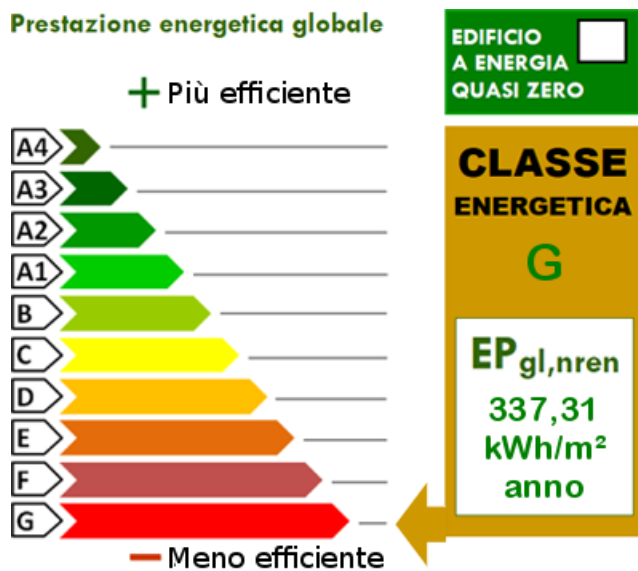 Prestazione energetica globale
EDIFICIO
A ENERGIA
QUASI ZERO
+ Più efficiente
A4
A3
A2
A1
B
C
D
E
F
G
− Meno efficiente
CLASSE
ENERGETICA
G
EPgl,nren
337,31
kWh/m²
anno